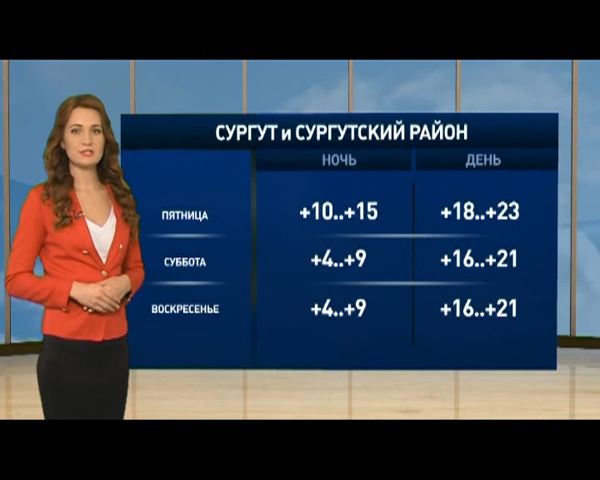 СУРГУТ и СУРГУТСКИЙ РАЙОН
НОЧЬ ДЕНЬ
ПЯТНИЦА +10..+15 +18..+23
СУББОТА +4..+9 +16..+21
ВОСКРЕСЕНЬЕ +4..+9 +16..+21